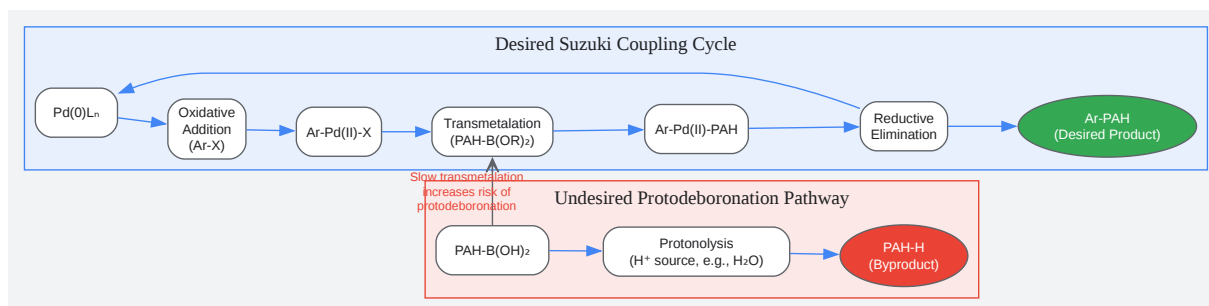 Desired Suzuki Coupling Cycle
Pd(0)Lₙ
Oxidative
Addition
(Ar-X)
Ar-Pd(II)-X
Transmetalation
(PAH-B(OR)₂)
Ar-Pd(II)-PAH
Reductive
Elimination
Ar-PAH
(Desired Product)
Slow transmetalation
increases risk of
protodeboronation
Undesired Protodeboronation Pathway
PAH-B(OH)₂
Protonolysis
(H⁺ source, e.g., H₂O)
PAH-H
(Byproduct)